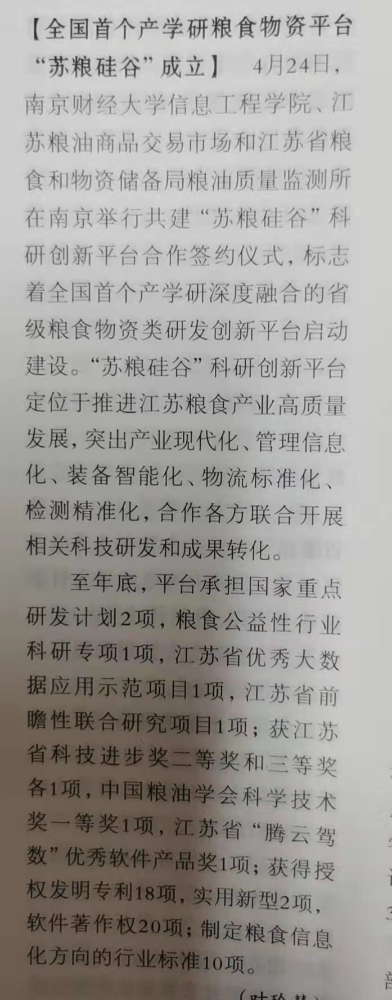 【全国首个产学研粮食物资平台
“苏粮硅谷”成立】 4月24日，
南京财经大学信息工程学院、江
苏粮油商品交易市场和江苏省粮
食和物资储备局粮油质量监测所
在南京举行共建“苏粮硅谷”科
研创新平台合作签约仪式，标志
着全国首个产学研深度融合的省
级粮食物资类研发创新平台启动
建设。“苏粮硅谷”科研创新平台
定位于推进江苏粮食产业高质量
发展，突出产业现代化、管理信息
化、装备智能化、物流标准化、
检测精准化，合作各方联合开展
相关科技研发和成果转化。
至年底，平台承担国家重点
研发计划2项，粮食公益性行业
科研专项1项，江苏省优秀大数
据应用示范项目1项，江苏省前
瞻性联合研究项目1项；获江苏
省科技进步奖二等奖和三等奖
各1项，中国粮油学会科学技术
奖一等奖1项，江苏省“腾云驾
数”优秀软件产品奖1项；获得授
权发明专利18项，实用新型2项，
软件著作权20项；制定粮食信息
化方向的行业标准10项。